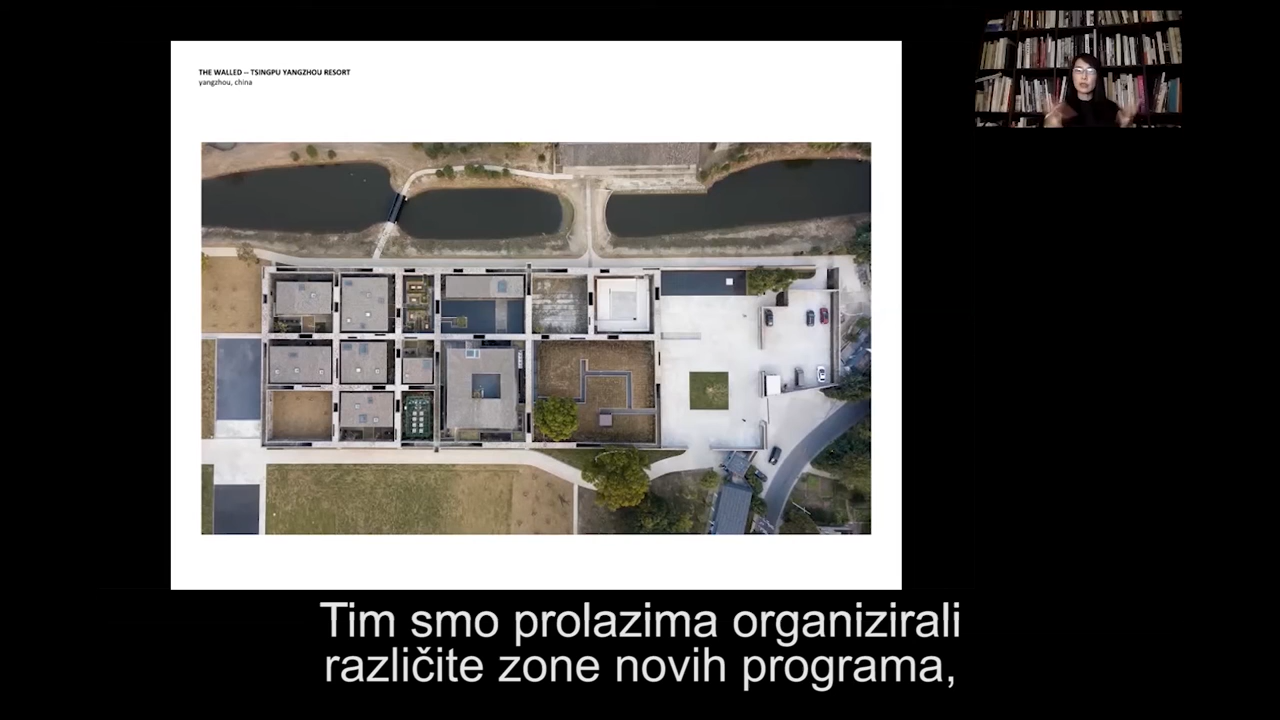 THE WALLED -- TSINGPU YANGZHOU RESORT
yangzhou, china
Tim smo prolazima organizirali
različite zone novih programa,